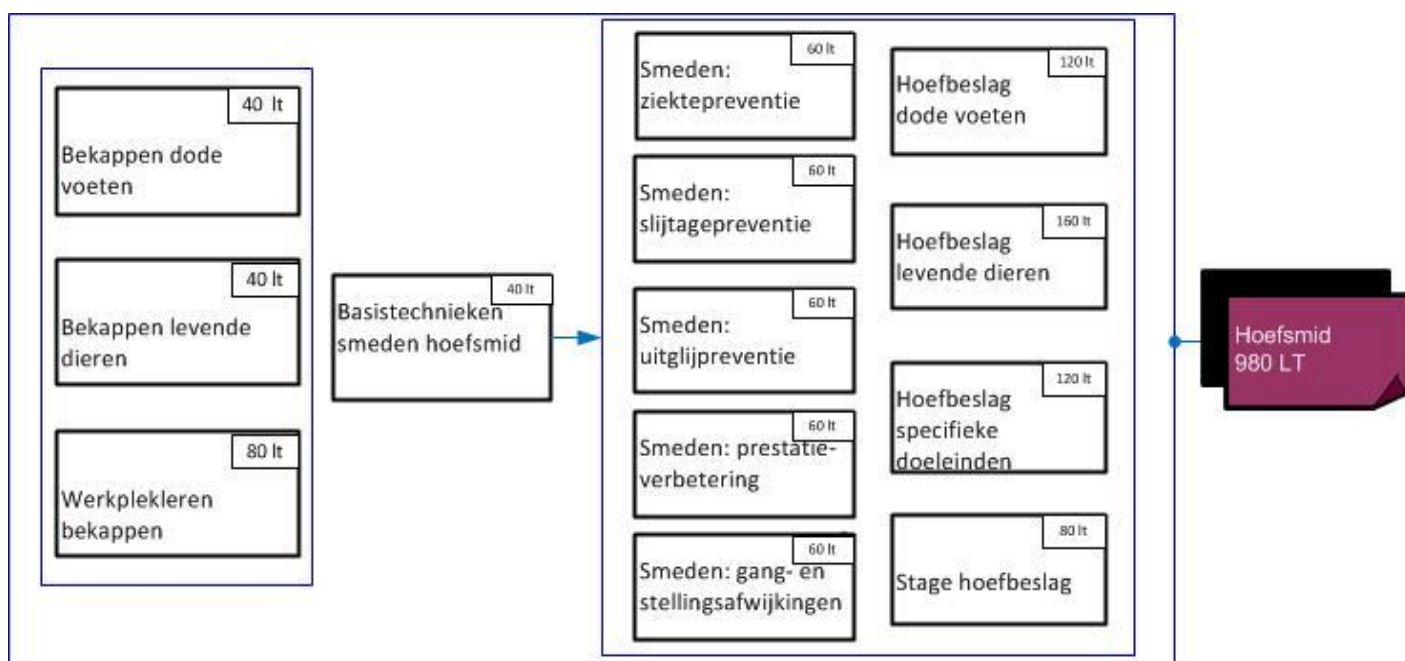 40 lt
Bekappen dode
voeten
40 lt
Bekappen levende
dieren
80 lt
Werkplekleren
bekappen
40 lt
Basistechnieken
smeden hoefsmid
60 lt
Smeden:
ziektepreventie
60 lt
Smeden:
slijtagepreventie
60 lt
Smeden:
uitglijpreventie
60 lt
Smeden: prestatie-
verbetering
60 lt
Smeden: gang- en
stellingsafwijkingen
120 lt
Hoefbeslag
dode voeten
160 lt
Hoefbeslag
levende dieren
120 lt
Hoefbeslag
specifieke
doeleinden
80 lt
Stage hoefbeslag
Hoefsmid
980 LT